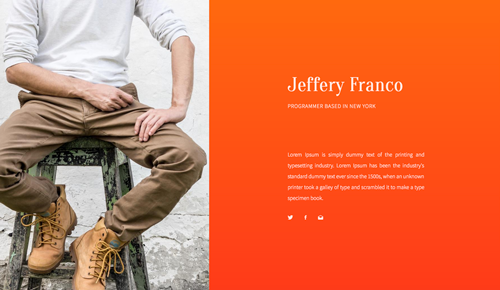 Jeffery Franco
PROGRAMMER BASED IN NEW YORK
Lorem Ipsum is simply dummy text of the printing and
typesetting industry. Lorem Ipsum has been the industry's
standard dummy text ever since the 1500s, when an unknown
printer took a galley of type and scrambled it to make a type
specimen book.